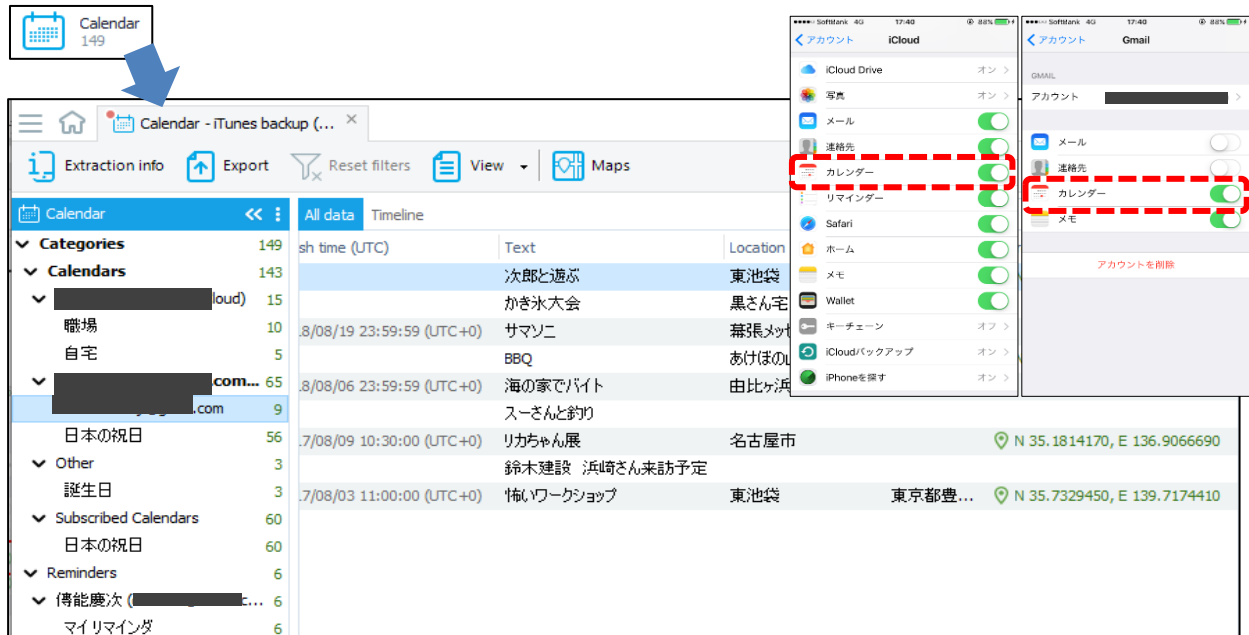 Calendar
149
Calendar - iTunes backup (... ×
Extraction info
Export
Reset filters
View
Maps
Calendar
All data
Timeline
Categories 149
Calendars 143
loud) 15
職場 10
自宅 5
.com... 65
.com 9
日本の祝日 56
Other 3
誕生日 3
Subscribed Calendars 60
日本の祝日 60
Reminders 6
傳能慶次 ( c... 6
マイリマインダ 6
sh time (UTC) Text Location
次郎と遊ぶ 東池袋
かき氷大会 黒さん宅
.8/08/19 23:59:59 (UTC+0) サマソニ 幕張メッセ
BBQ あけぼの
.8/08/06 23:59:59 (UTC+0) 海の家でバイト 由比ヶ浜
スーさんと釣り
.7/08/09 10:30:00 (UTC+0) リカちゃん展 名古屋市 N 35.1814170, E 136.9066690
鈴木建設 浜崎さん来訪予定
.7/08/03 11:00:00 (UTC+0) 怖いワークショップ 東池袋 東京都豊... N 35.7329450, E 139.7174410
SoftBank 4G 17:40 88%
アカウント iCloud
iCloud Drive オン
写真 オン
メール
連絡先
カレンダー
リマインダー
Safari
ホーム
メモ
Wallet
キーチェーン オフ
iCloudバックアップ オン
iPhoneを探す オン
SoftBank 4G 17:40 88%
アカウント Gmail
GMAIL
アカウント
メール
連絡先
カレンダー
メモ
アカウントを削除